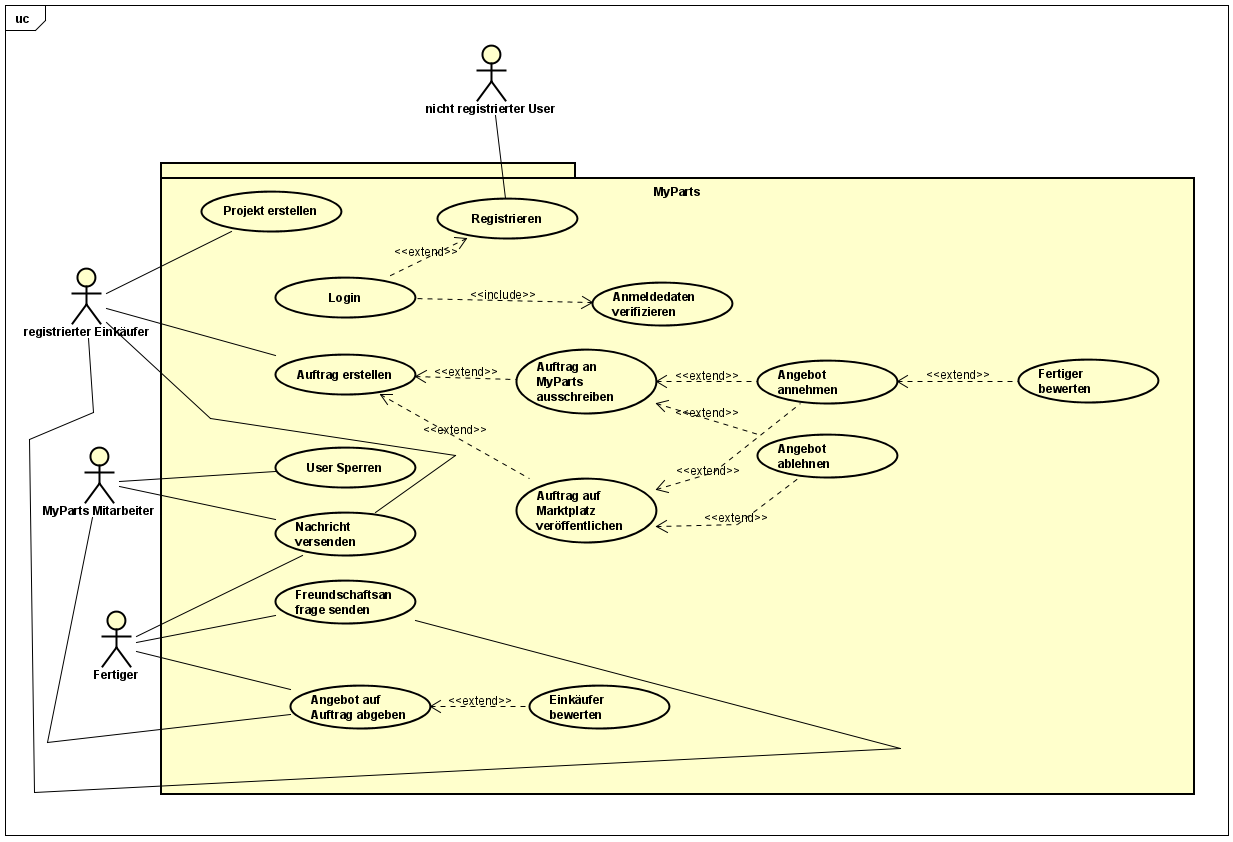 uc
nicht registrierter User
MyParts
Projekt erstellen
Registrieren
<<extend>>
Login
<<include>>
Anmeldedaten
verifizieren
registrierter Einkäufer
Auftrag erstellen
<<extend>>
Auftrag an
MyParts
ausschreiben
<<extend>>
Angebot
annehmen
<<extend>>
Fertiger
bewerten
<<extend>>
<<extend>>
Angebot
ablehnen
User Sperren
<<extend>>
MyParts Mitarbeiter
Auftrag auf
Marktplatz
veröffentlichen
<<extend>>
Nachricht
versenden
Freundschaftsan
frage senden
Fertiger
Angebot auf
Auftrag abgeben
<<extend>>
Einkäufer
bewerten